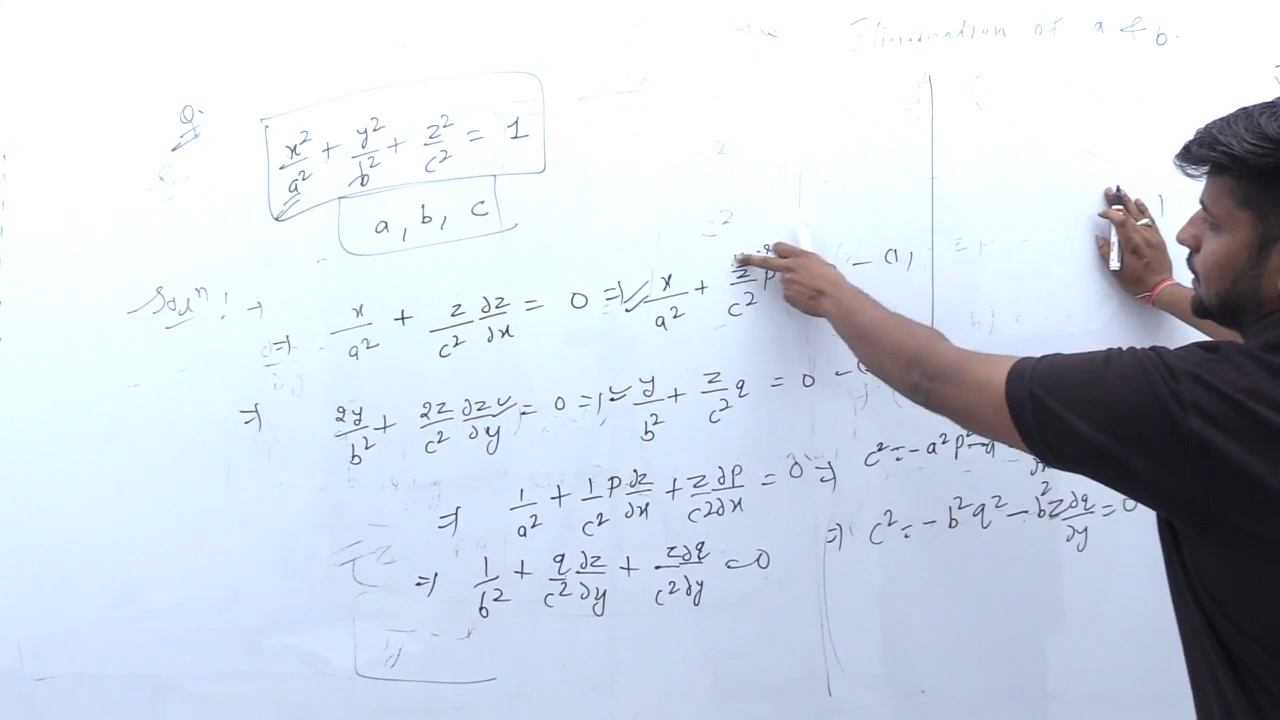 Elimination of a & b.
Q.
x²/a² + y²/b² + z²/c² = 1
a, b, c
Solⁿ : →
⇒ x/a² + z/c² ∂z/∂x = 0 ⇒ x/a² + z/c² p
⇒ 2y/b² + 2z/c² ∂z/∂y = 0 ⇒ y/b² + z/c² q = 0
⇒ 1/a² + 1/c² p ∂z/∂x + z∂p/c²∂x = 0 ⇒ c² = -a²p² - a
⇒ 1/b² + q∂z/c²∂y + z∂q/c²∂y = 0 ⇒ c² = -b²q² - b²z∂q/∂y = 0